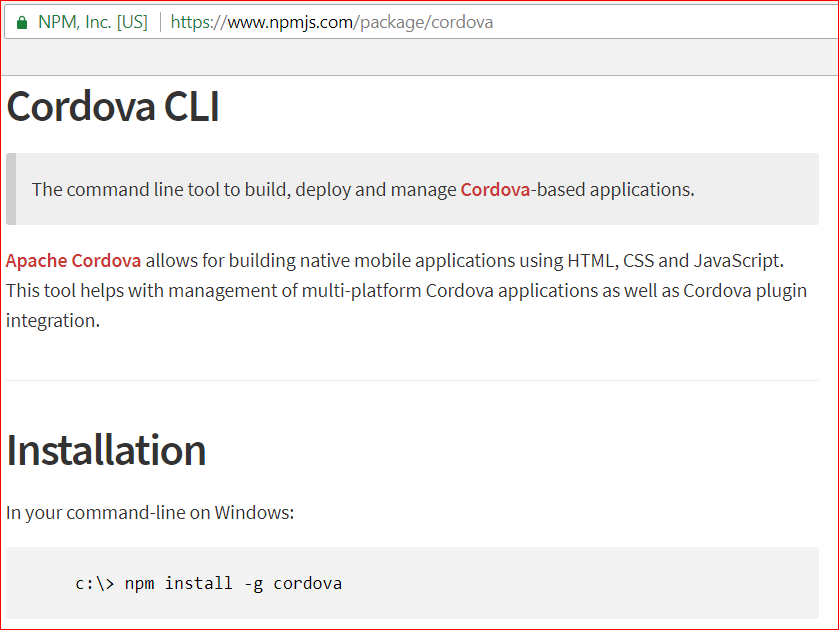 NPM, Inc. [US] | https://www.npmjs.com/package/cordova
Cordova CLI
The command line tool to build, deploy and manage Cordova-based applications.
Apache Cordova allows for building native mobile applications using HTML, CSS and JavaScript.
This tool helps with management of multi-platform Cordova applications as well as Cordova plugin
integration.
Installation
In your command-line on Windows:
c:\> npm install -g cordova